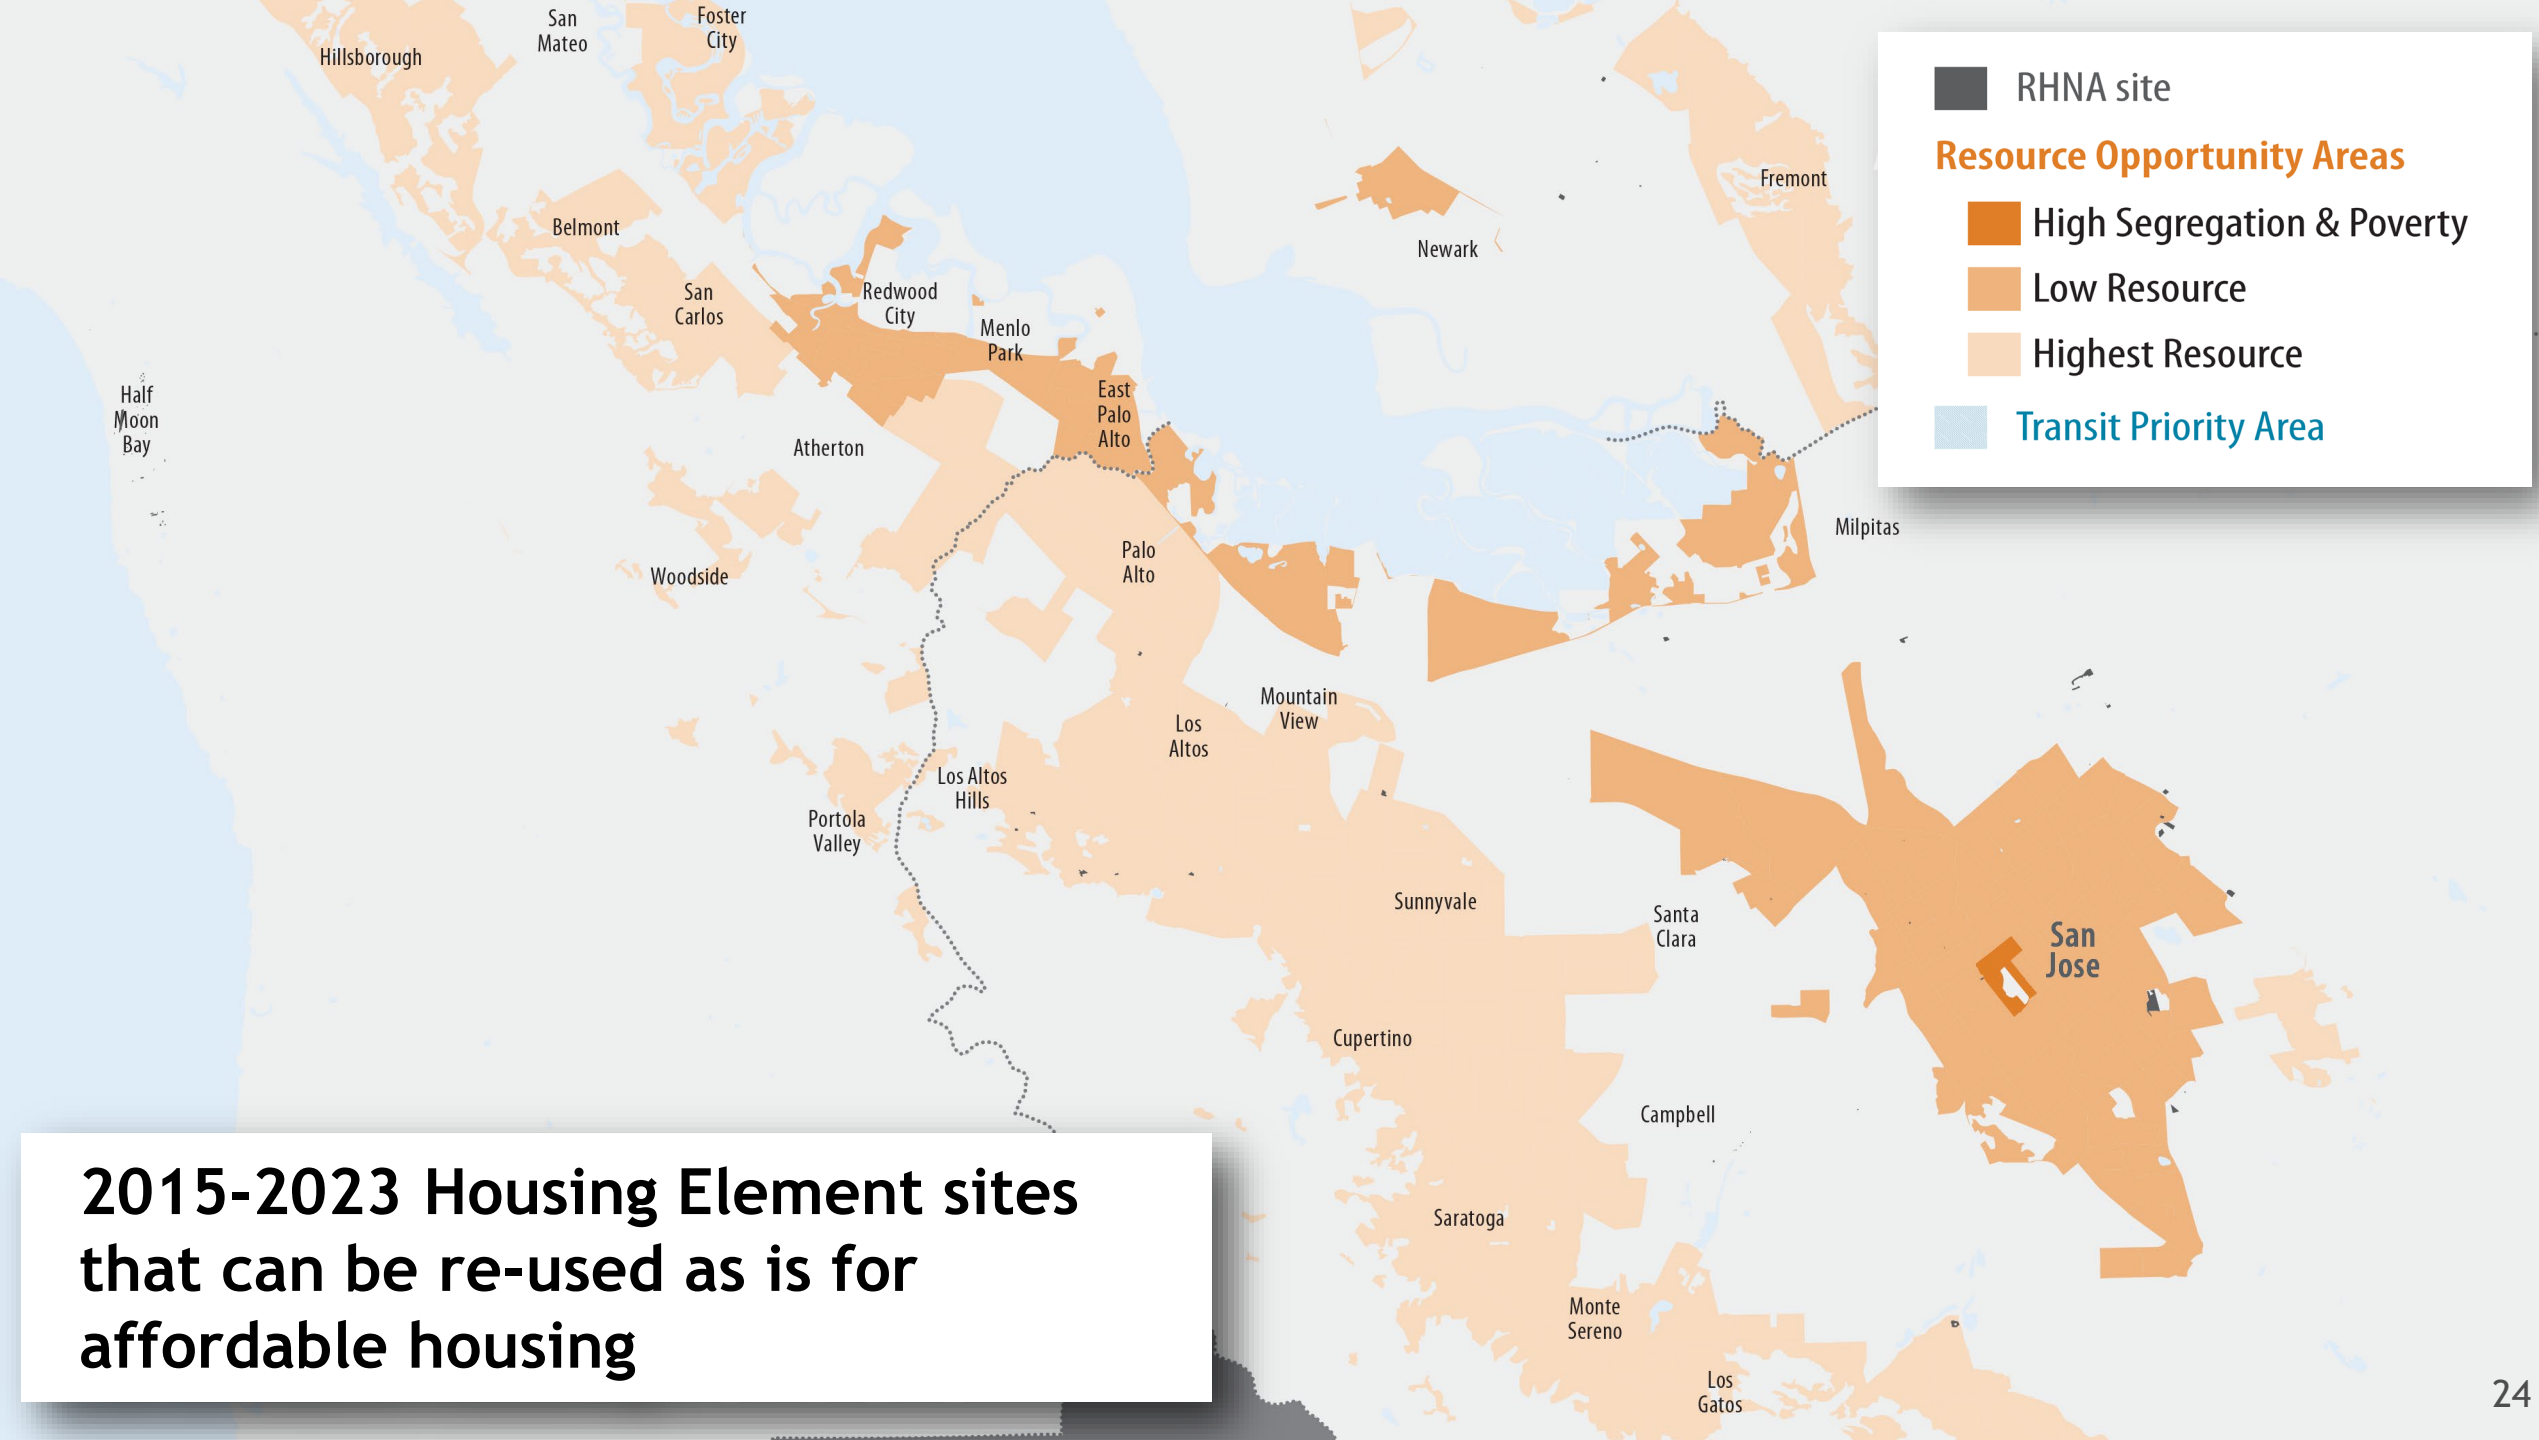 San
Mateo
Foster
City
Hillsborough
Belmont
San
Carlos
Redwood
City
Menlo
Park
East
Palo
Alto
Newark
Fremont
Half
Moon
Bay
Atherton
Woodside
Palo
Alto
Milpitas
Mountain
View
Los
Altos
Los Altos
Hills
Portola
Valley
Sunnyvale
Santa
Clara
San
Jose
Cupertino
Campbell
Saratoga
Monte
Sereno
Los
Gatos
RHNA site
Resource Opportunity Areas
High Segregation & Poverty
Low Resource
Highest Resource
Transit Priority Area
2015-2023 Housing Element sites
that can be re-used as is for
affordable housing
24